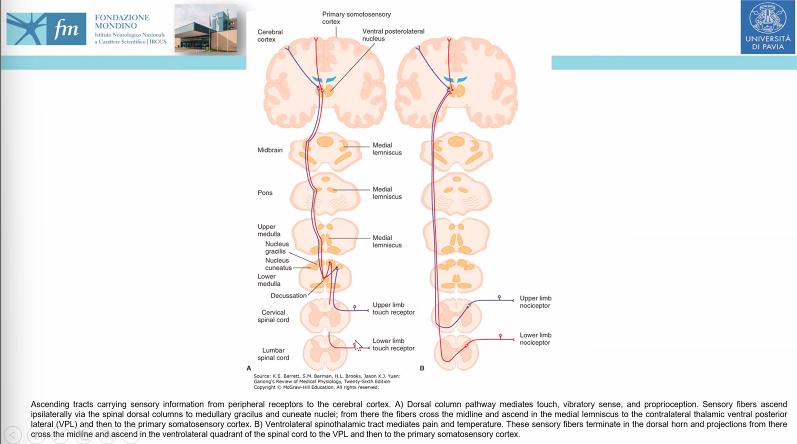 FONDAZIONE
MONDINO
Istituto Neurologico Nazionale
a Carattere Scientifico | IRCCS
fm
UNIVERSITÀ
DI PAVIA
Primary somotosensory
cortex
Cerebral
cortex
Ventral posterolateral
nucleus
Midbrain
Medial
lemniscus
Pons
Medial
lemniscus
Upper
medulla
Medial
lemniscus
Nucleus
gracilis
Nucleus
cuneatus
Lower
medulla
Decussation
Cervical
spinal cord
Upper limb
touch receptor
Upper limb
nociceptor
Lumbar
spinal cord
Lower limb
touch receptor
Lower limb
nociceptor
A
B
Source: K.E. Barrett, S.M. Barman, H.L. Brooks, Jason X.J. Yuan:
Ganong's Review of Medical Physiology, Twenty-Sixth Edition
Copyright © McGraw-Hill Education. All rights reserved.
Ascending tracts carrying sensory information from peripheral receptors to the cerebral cortex. A) Dorsal column pathway mediates touch, vibratory sense, and proprioception. Sensory fibers ascend
ipsilaterally via the spinal dorsal columns to medullary gracilus and cuneate nuclei; from there the fibers cross the midline and ascend in the medial lemniscus to the contralateral thalamic ventral posterior
lateral (VPL) and then to the primary somatosensory cortex. B) Ventrolateral spinothalamic tract mediates pain and temperature. These sensory fibers terminate in the dorsal horn and projections from there
cross the midline and ascend in the ventrolateral quadrant of the spinal cord to the VPL and then to the primary somatosensory cortex.